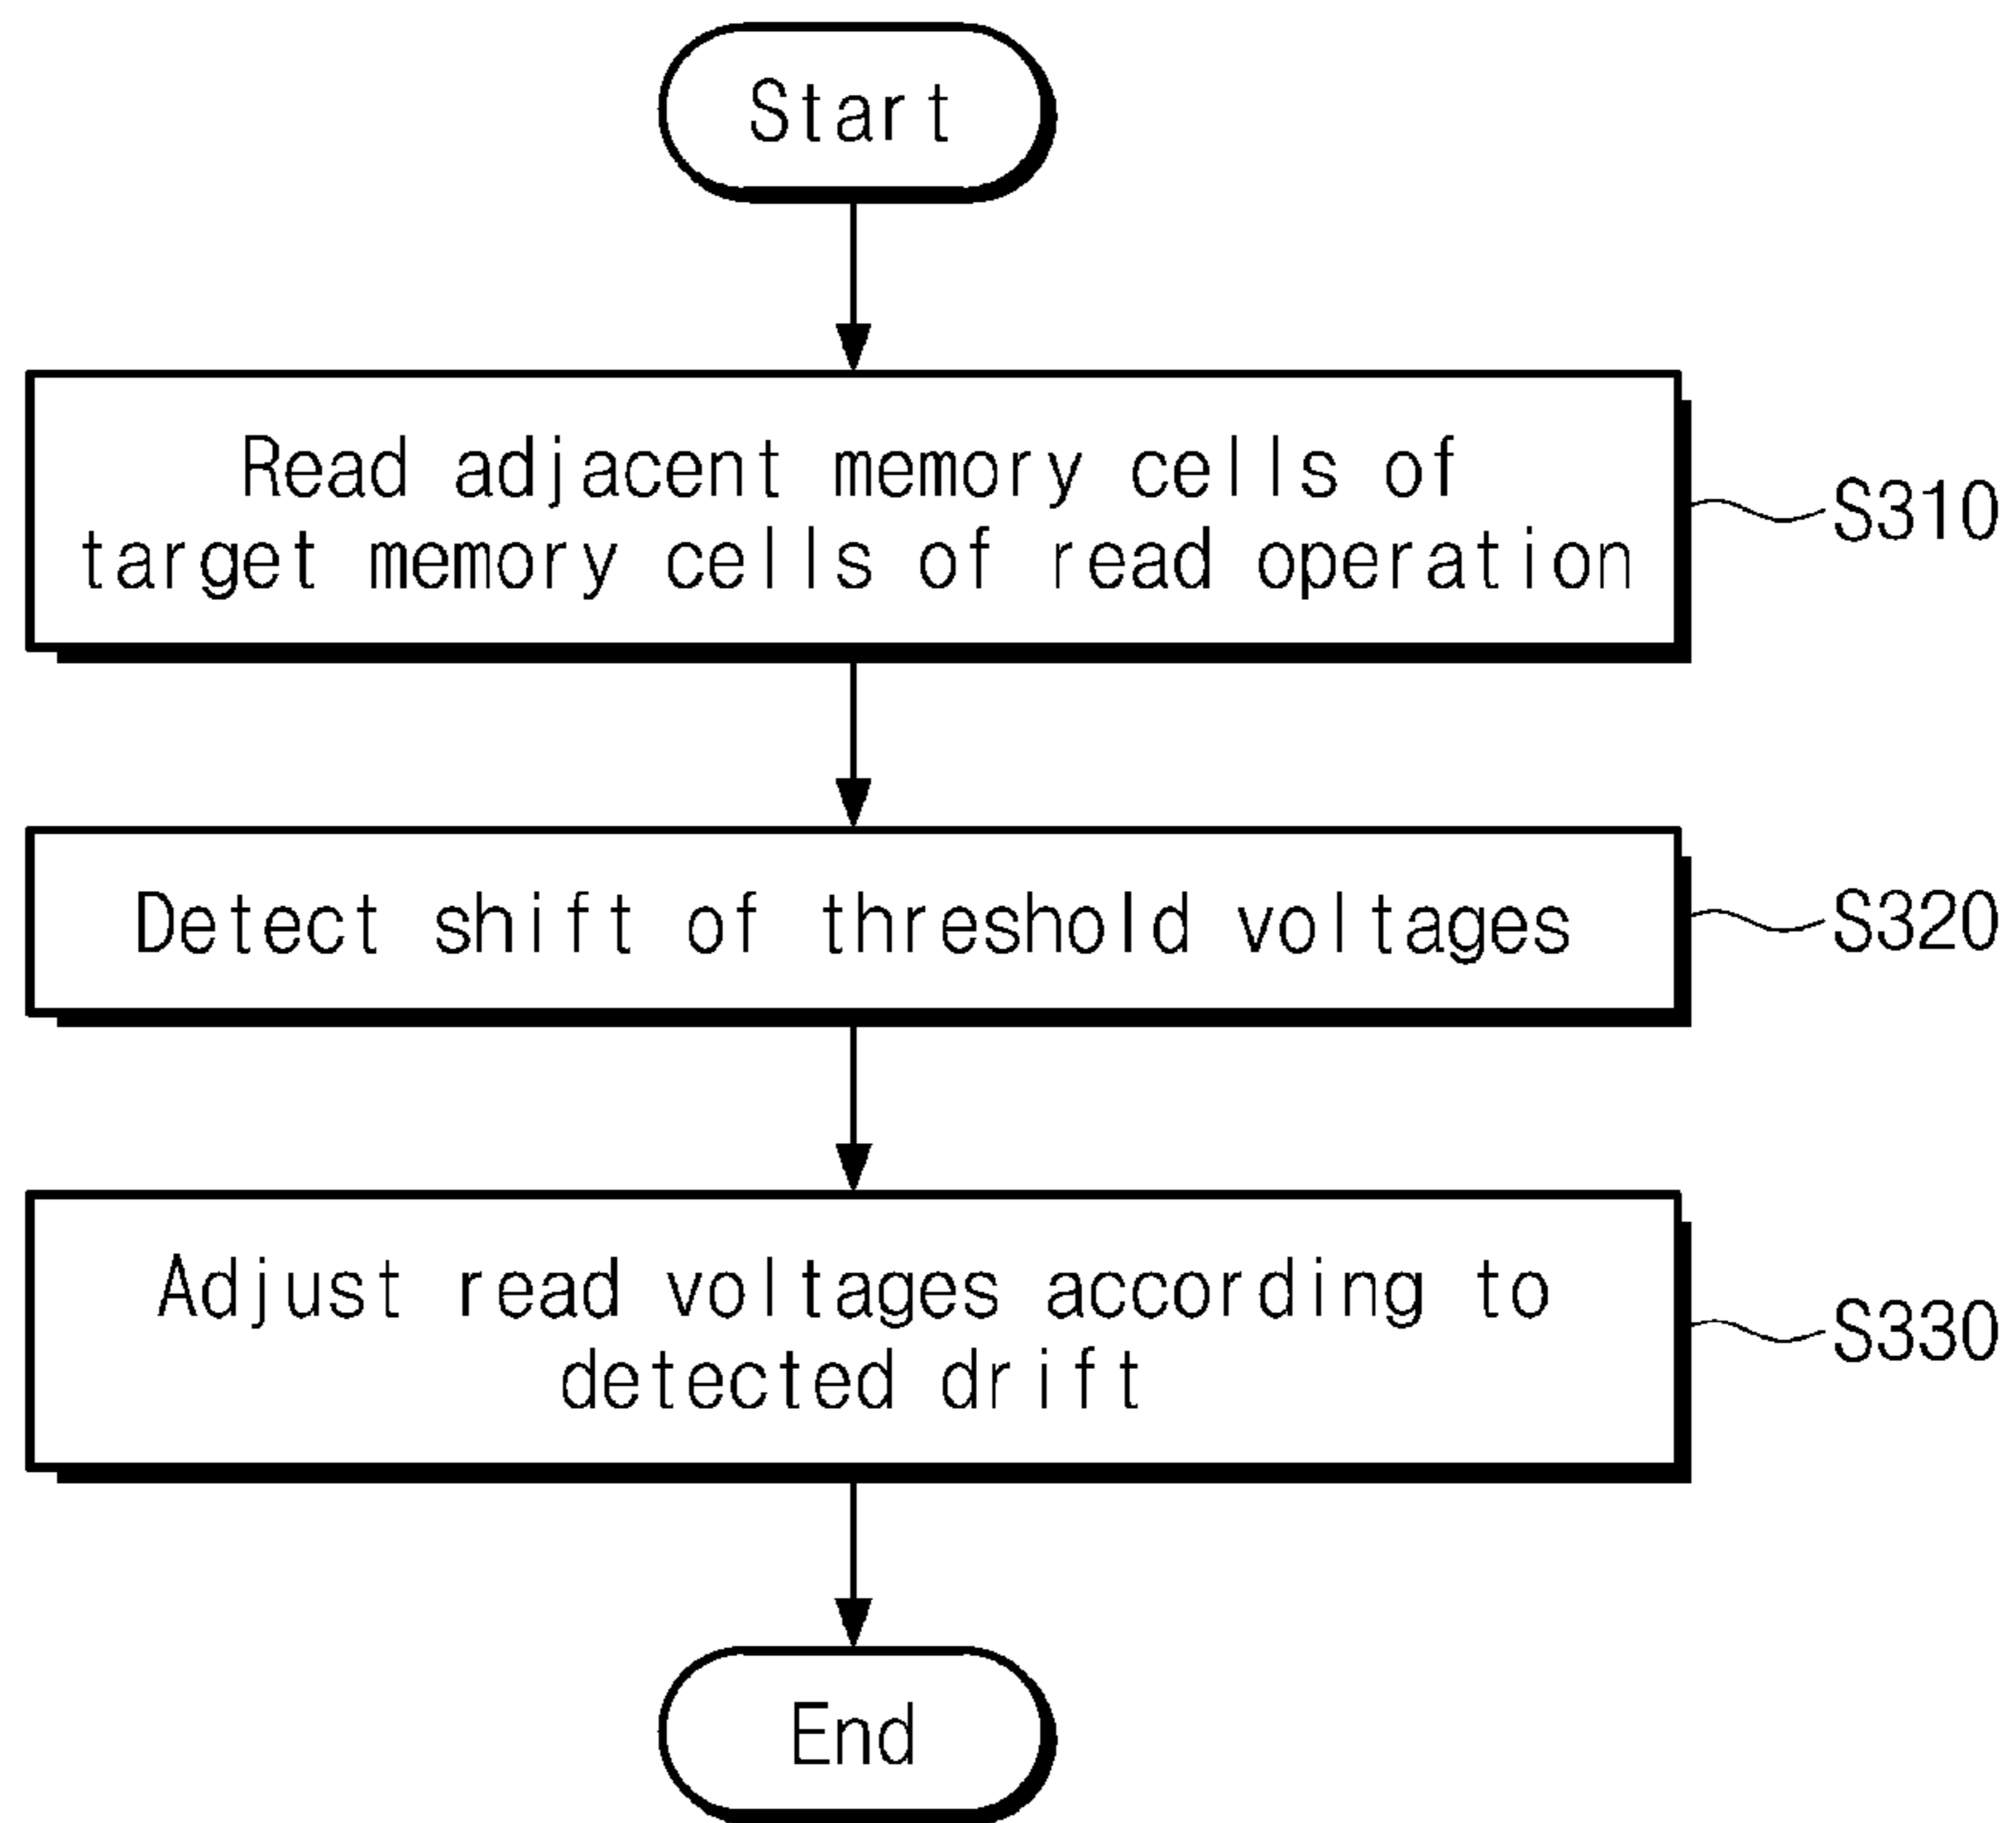 Start
Read adjacent memory cells of
target memory cells of read operation
S310
Detect shift of threshold voltages
S320
Adjust read voltages according to
detected drift
S330
End